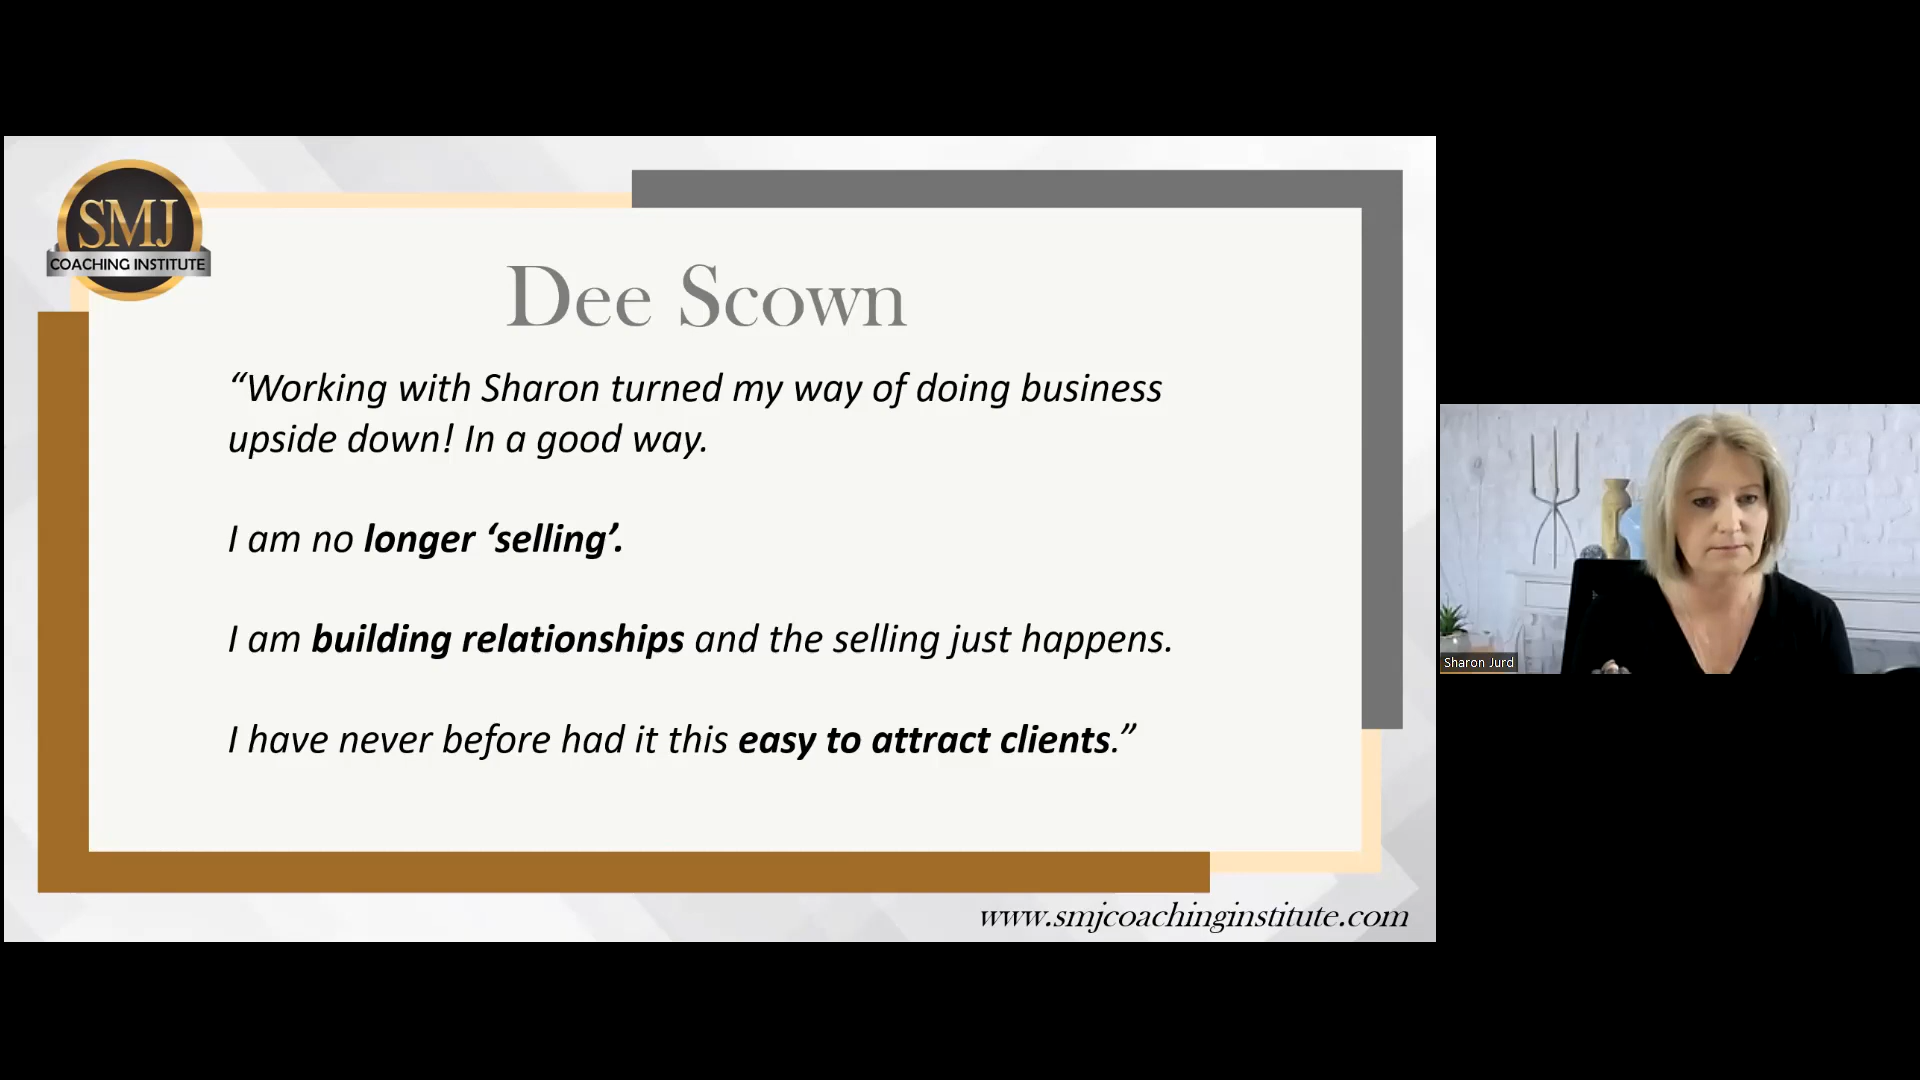 SMJ
COACHING INSTITUTE
Dee Scown
“Working with Sharon turned my way of doing business
upside down! In a good way.
I am no longer ‘selling’.
I am building relationships and the selling just happens.
I have never before had it this easy to attract clients.”
www.smjcoachinginstitute.com
Sharon Jurd